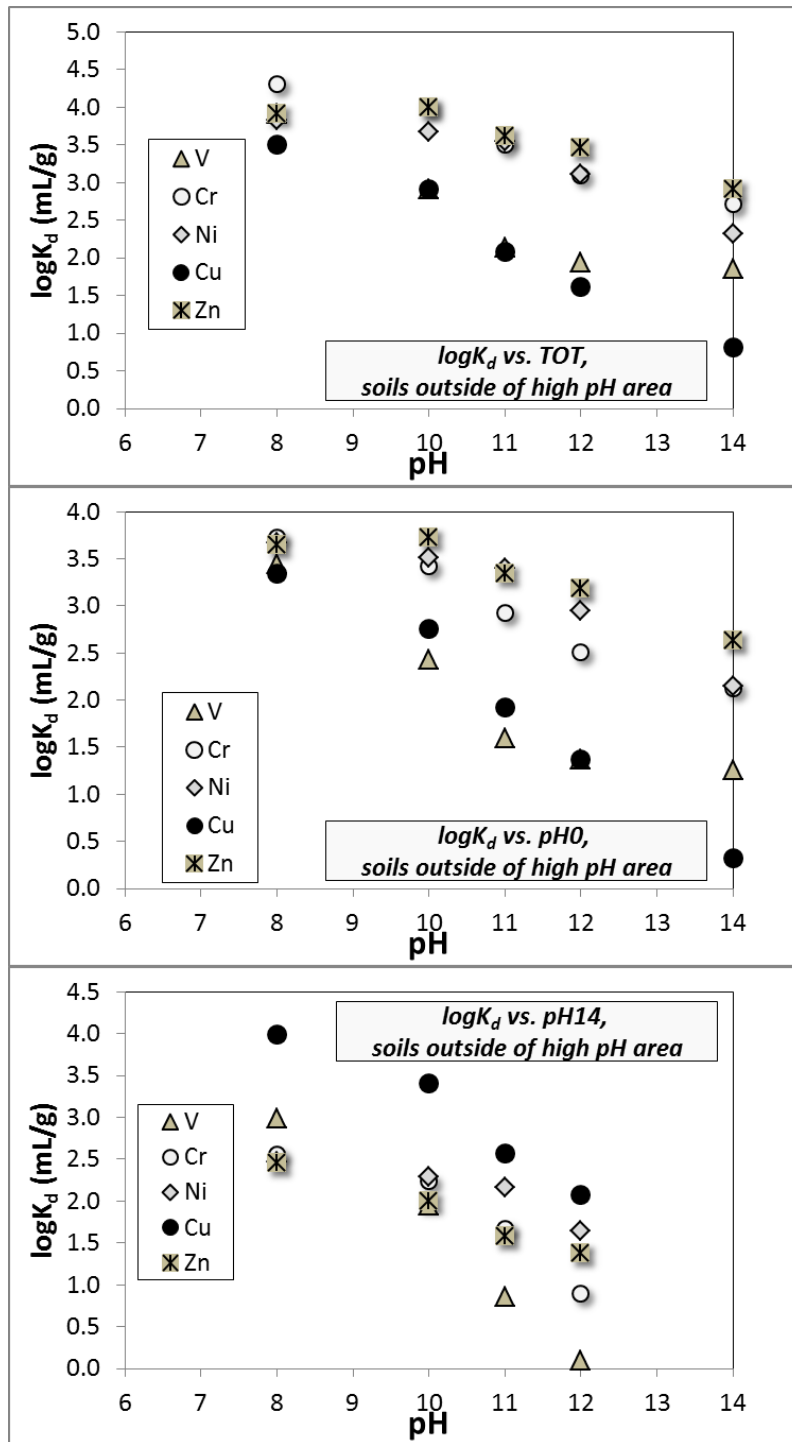 5.0
4.5
4.0
3.5
3.0
2.5
2.0
1.5
1.0
0.5
0.0
logKd (mL/g)
V
Cr
Ni
Cu
Zn
logKd vs. TOT,
soils outside of high pH area
6 7 8 9 10 11 12 13 14
pH
4.0
3.5
3.0
2.5
2.0
1.5
1.0
0.5
0.0
logKd (mL/g)
V
Cr
Ni
Cu
Zn
logKd vs. pH0,
soils outside of high pH area
6 7 8 9 10 11 12 13 14
pH
4.5
4.0
3.5
3.0
2.5
2.0
1.5
1.0
0.5
0.0
logKd (mL/g)
logKd vs. pH14,
soils outside of high pH area
V
Cr
Ni
Cu
Zn
6 7 8 9 10 11 12 13 14
pH